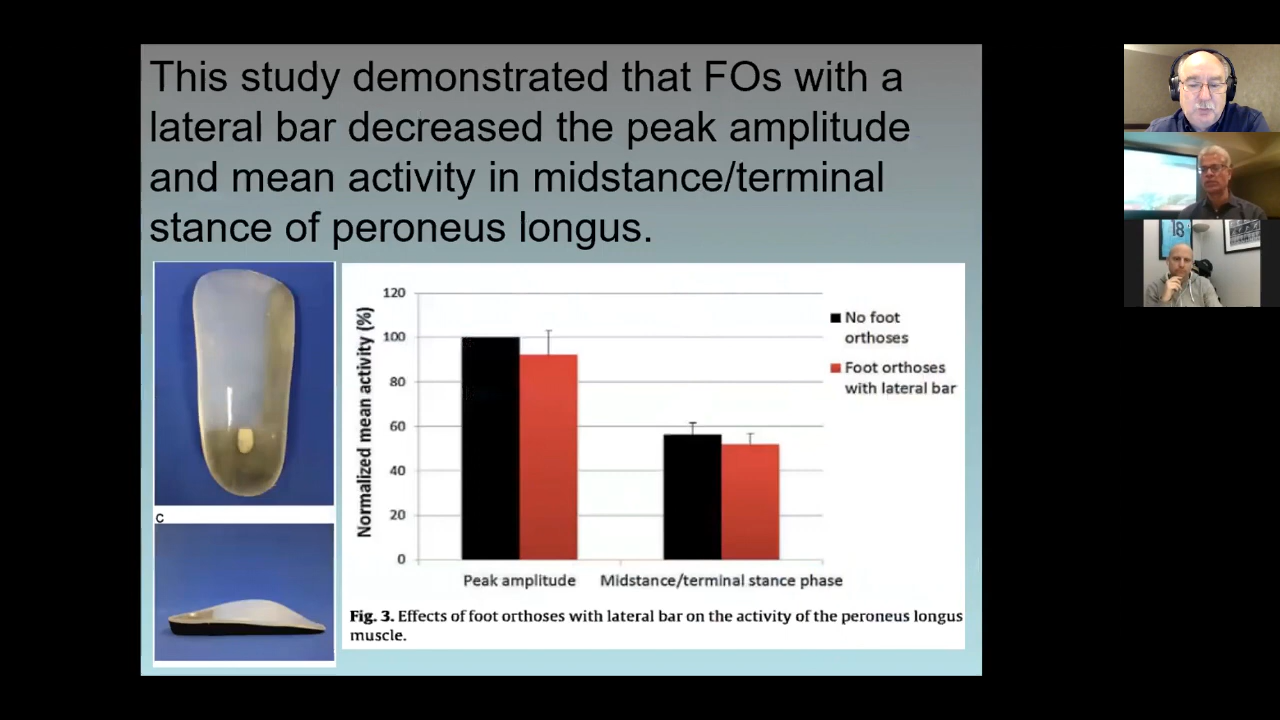 This study demonstrated that FOs with a
lateral bar decreased the peak amplitude
and mean activity in midstance/terminal
stance of peroneus longus.
C
Normalized mean activity (%)
120
100
80
60
40
20
0
Peak amplitude
Midstance/terminal stance phase
No foot
orthoses
Foot orthoses
with lateral bar
Fig. 3. Effects of foot orthoses with lateral bar on the activity of the peroneus longus
muscle.
18